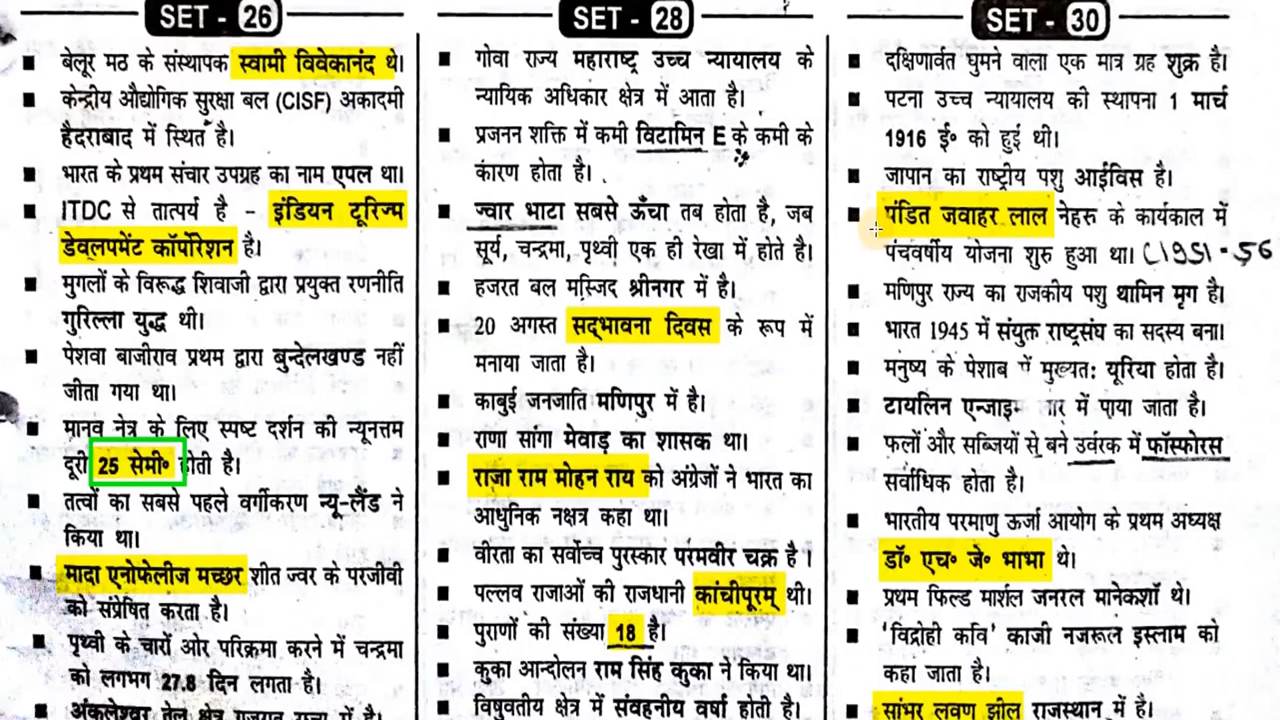 SET - 26
बेलूर मठ के संस्थापक स्वामी विवेकानंद थे।
केन्द्रीय औद्योगिक सुरक्षा बल (CISF) अकादमी
हैदराबाद में स्थित है।
भारत के प्रथम संचार उपग्रह का नाम एपल था।
ITDC से तात्पर्य है - इंडियन टूरिज्म
डेवलपमेंट कॉर्पोरेशन है।
मुगलों के विरूद्ध शिवाजी द्वारा प्रयुक्त रणनीति
गुरिल्ला युद्ध थी।
पेशवा बाजीराव प्रथम द्वारा बुन्देलखण्ड नहीं
जीता गया था।
मानव नेत्र के लिए स्पष्ट दर्शन की न्यूनतम
दूरी 25 सेमी॰ होती है।
तत्वों का सबसे पहले वर्गीकरण न्यू-लैंड ने
किया था।
मादा एनोफेलीज मच्छर शीत ज्वर के परजीवी
को संप्रेषित करता है।
पृथ्वी के चारों ओर परिक्रमा करने में चन्द्रमा
को लगभग 27.8 दिन लगता है।
अंकलेश्वर तेल क्षेत्र गुजरात राज्य में है।
SET - 28
गोवा राज्य महाराष्ट्र उच्च न्यायालय के
न्यायिक अधिकार क्षेत्र में आता है।
प्रजनन शक्ति में कमी विटामिन E के कमी के
कारण होता है।
ज्वार भाटा सबसे ऊँचा तब होता है, जब
सूर्य, चन्द्रमा, पृथ्वी एक ही रेखा में होते है।
हजरत बल मस्जिद श्रीनगर में है।
20 अगस्त सद्भावना दिवस के रूप में
मनाया जाता है।
काबुई जनजाति मणिपुर में है।
राणा सांगा मेवाड़ का शासक था।
राजा राम मोहन राय को अंग्रेजों ने भारत का
आधुनिक नक्षत्र कहा था।
वीरता का सर्वोच्च पुरस्कार परमवीर चक्र है।
पल्लव राजाओं की राजधानी कांचीपूरम् थी।
पुराणों की संख्या 18 है।
कुका आन्दोलन राम सिंह कुका ने किया था।
विषुवतीय क्षेत्र में संवहनीय वर्षा होती है।
SET - 30
दक्षिणार्वत घुमने वाला एक मात्र ग्रह शुक्र है।
पटना उच्च न्यायालय की स्थापना 1 मार्च
1916 ई॰ को हुई थी।
जापान का राष्ट्रीय पशु आईविस है।
पंडित जवाहर लाल नेहरू के कार्यकाल में
पंचवर्षीय योजना शुरु हुआ था। (1951-56
मणिपुर राज्य का राजकीय पशु थामिन मृग है।
भारत 1945 में संयुक्त राष्ट्रसंघ का सदस्य बना।
मनुष्य के पेशाब में मुख्यत: यूरिया होता है।
टायलिन एन्जाइम लार में पाया जाता है।
फलों और सब्जियों से बने उर्वरक में फॉस्फोरस
सर्वाधिक होता है।
भारतीय परमाणु ऊर्जा आयोग के प्रथम अध्यक्ष
डॉ॰ एच॰ जे॰ भाभा थे।
प्रथम फिल्ड मार्शल जनरल मानेकशॉ थे।
'विद्रोही कवि' काजी नजरूल इस्लाम को
कहा जाता है।
सांभर लवण झील राजस्थान में है।